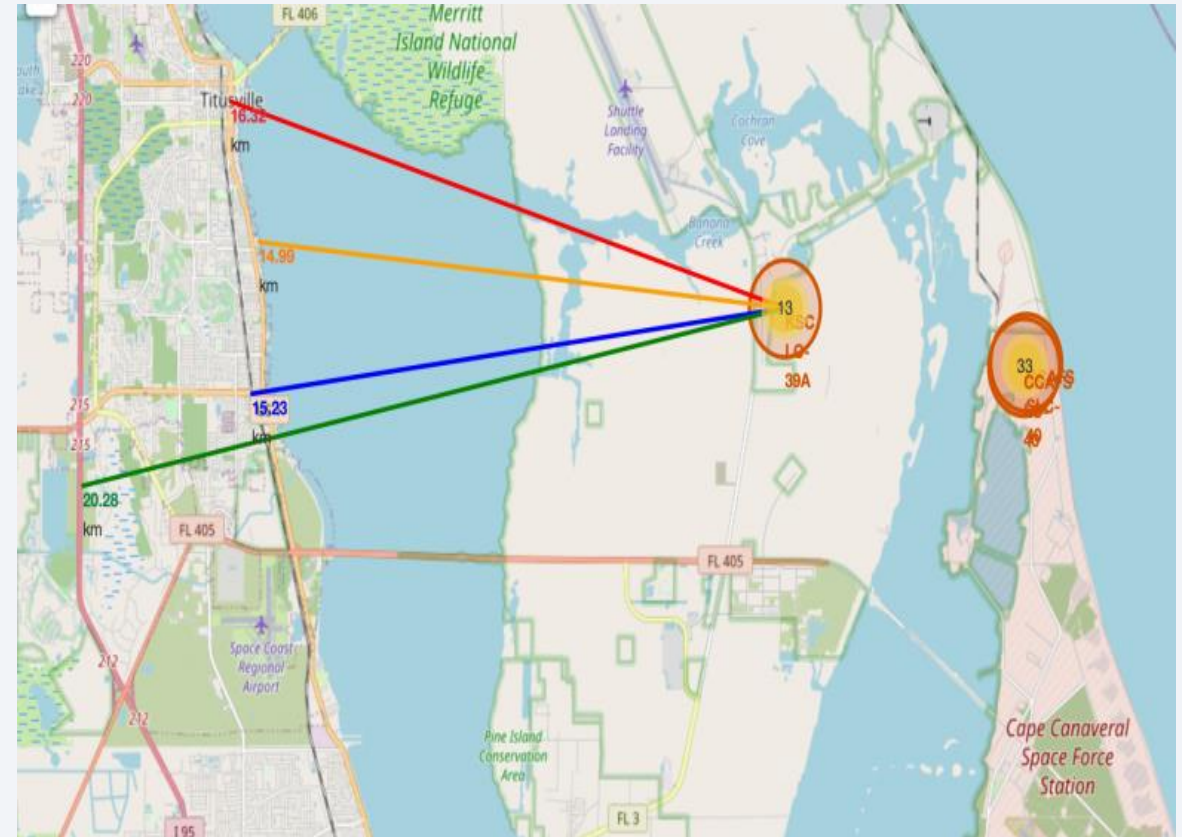 FL 406
Merritt
Island National
Wildlife
Refuge
220
220
Titusville
16.32
km
Shuttle
Landing
Facility
Cochran
Cove
Banana
Creek
14.99
km
13
KSC
LC-
39A
33
15.23
km
215
215
20.28
km
FL 405
FL 405
212
212
Space Coast
Regional
Airport
Pine Island
Conservation
Area
Cape Canaveral
Space Force
Station
I 95
FL 3